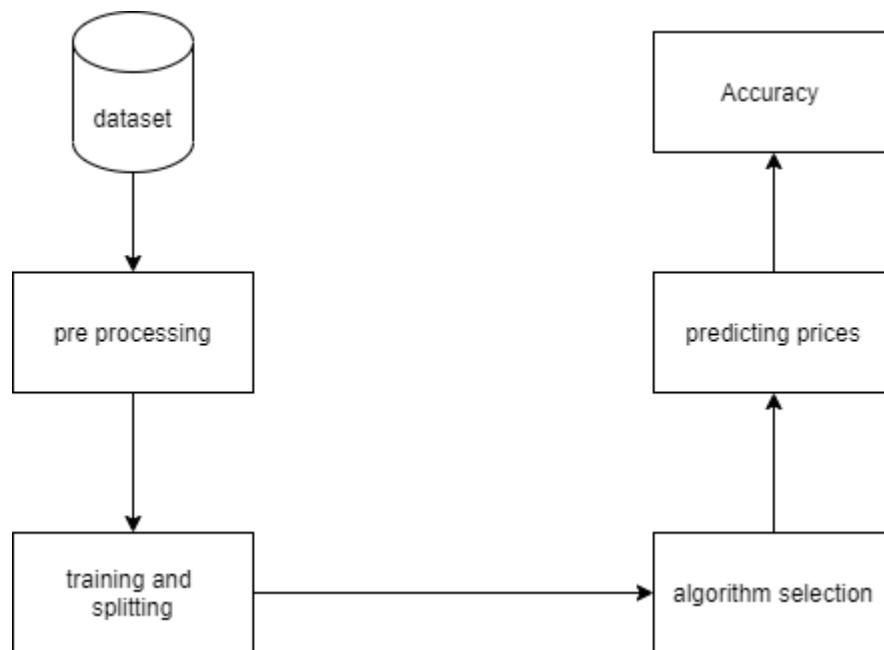 dataset
pre processing
training and
splitting
algorithm selection
predicting prices
Accuracy